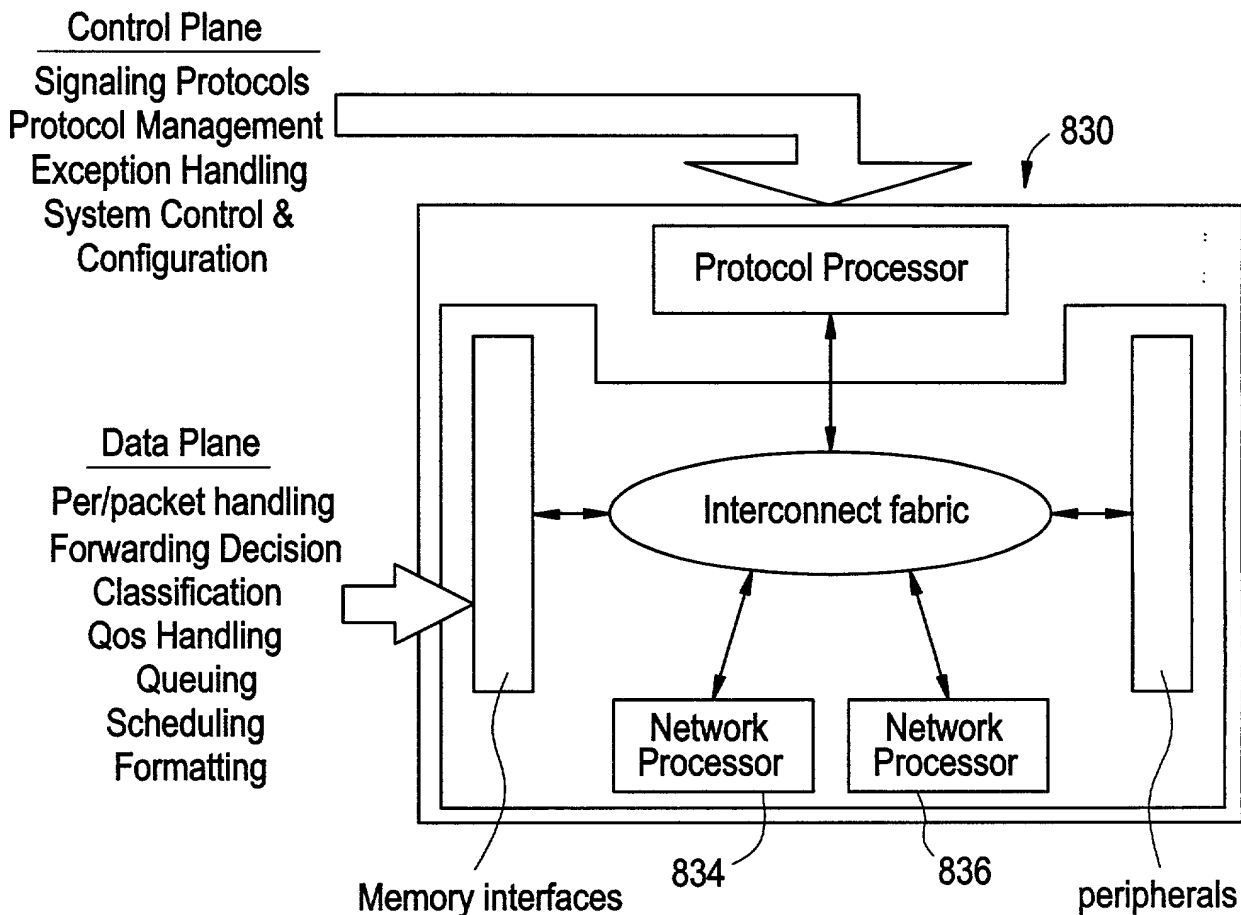 Control Plane
Signaling Protocols
Protocol Management
Exception Handling
System Control &
Configuration
830
Protocol Processor
Data Plane
Per/packet handling
Forwarding Decision
Classification
Qos Handling
Queuing
Scheduling
Formatting
Interconnect fabric
Network
Processor
Network
Processor
834
836
Memory interfaces
peripherals